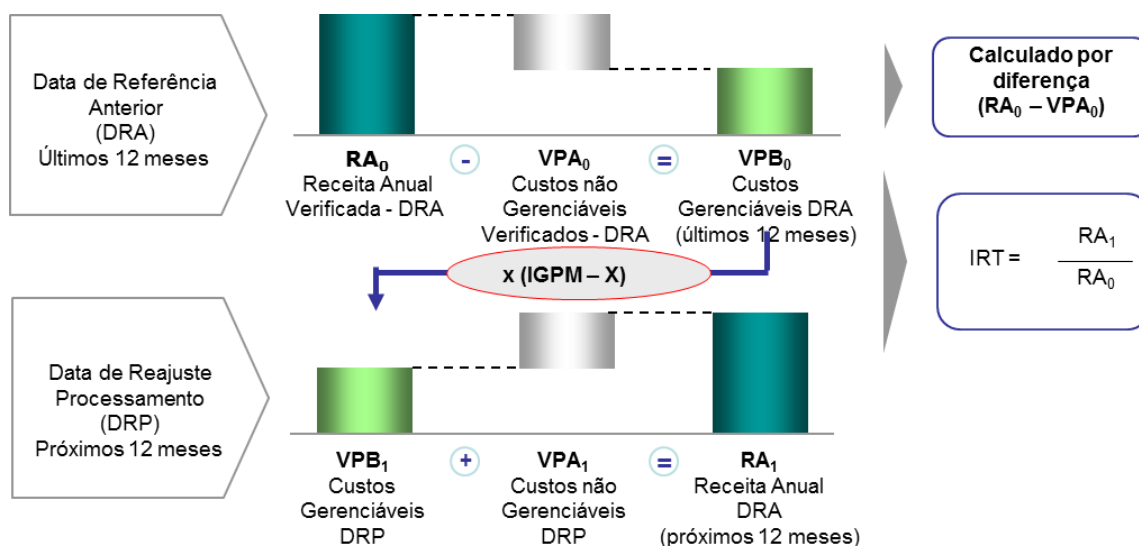 Data de Referência
Anterior
(DRA)
Últimos 12 meses
RA₀
Receita Anual
Verificada - DRA
-
VPA₀
Custos não
Gerenciáveis
Verificados - DRA
=
VPB₀
Custos
Gerenciáveis DRA
(últimos 12 meses)
Calculado por
diferença
(RA₀ – VPA₀)
x (IGPM – X)
IRT = RA₁
RA₀
Data de Reajuste
Processamento
(DRP)
Próximos 12 meses
VPB₁
Custos
Gerenciáveis
DRP
+
VPA₁
Custos não
Gerenciáveis
DRP
=
RA₁
Receita Anual
DRA
(próximos 12 meses)